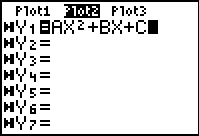 Plot1 Plot2 Plot3
Y1=AX²+BX+C
Y2=
Y3=
Y4=
Y5=
Y6=
Y7=